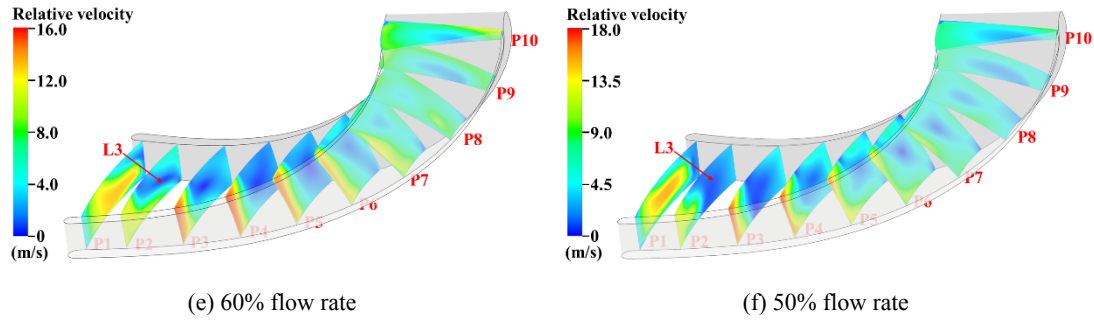 Relative velocity
16.0
12.0
8.0
4.0
0
(m/s)
L3
P1
P2
P3
P4
P5
P6
P7
P8
P9
P10
(e) 60% flow rate
Relative velocity
18.0
13.5
9.0
4.5
0
(m/s)
L3
P1
P2
P3
P4
P5
P6
P7
P8
P9
P10
(f) 50% flow rate